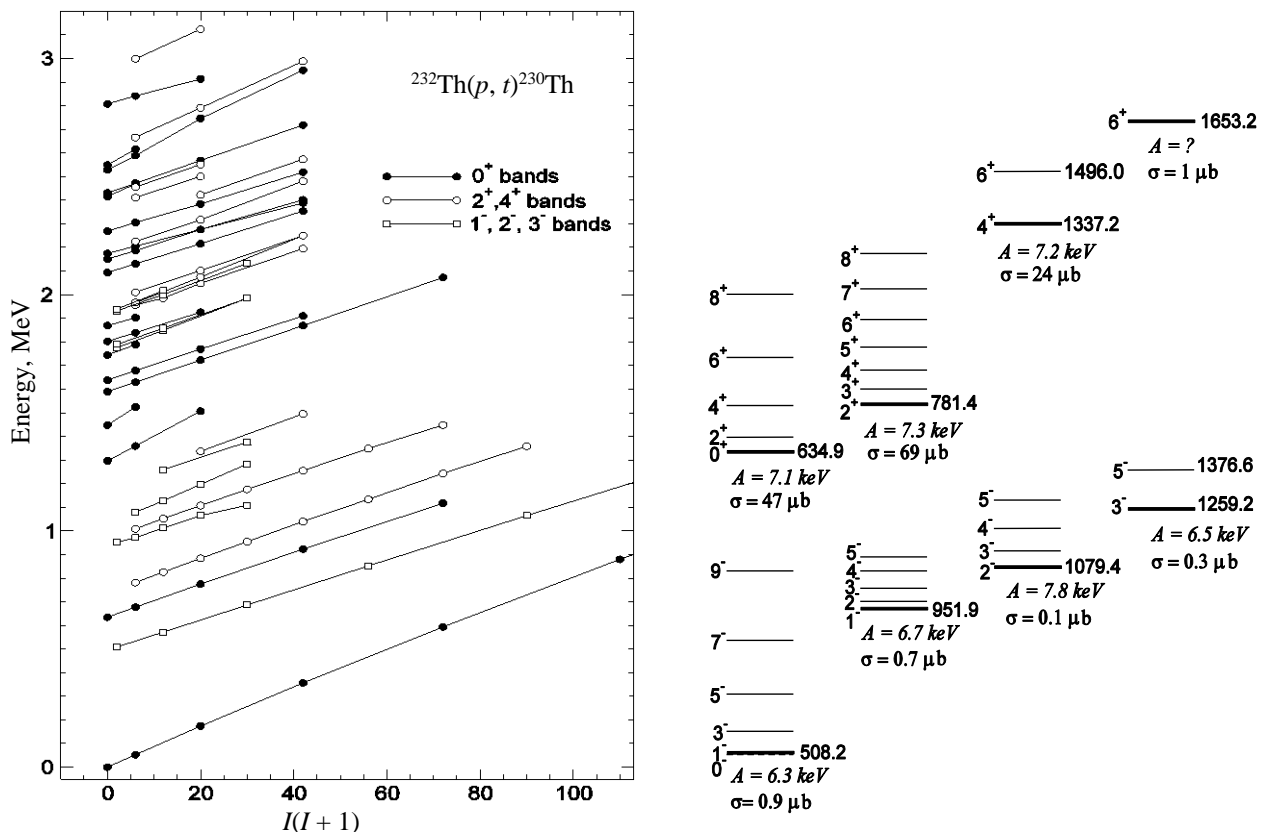 3
2
1
0
Energy, MeV
0
20
40
60
80
100
I(I + 1)
²³²Th(p, t)²³⁰Th
0⁺ bands
2⁺,4⁺ bands
1⁻, 2⁻, 3⁻ bands
8⁺
6⁺
4⁺
2⁺
0⁺ 634.9
A = 7.1 keV
σ = 47 μb
8⁺
7⁺
6⁺
5⁺
4⁺
3⁺
2⁺ 781.4
A = 7.3 keV
σ = 69 μb
6⁺ 1496.0
4⁺ 1337.2
A = 7.2 keV
σ = 24 μb
6⁺ 1653.2
A = ?
σ = 1 μb
9⁻
7⁻
5⁻
3⁻
1⁻ 508.2
0⁻
A = 6.3 keV
σ= 0.9 μb
5⁻
4⁻
3⁻
2⁻
1⁻ 951.9
A = 6.7 keV
σ = 0.7 μb
5⁻
4⁻
3⁻
2⁻ 1079.4
A = 7.8 keV
σ = 0.1 μb
5⁻ 1376.6
3⁻ 1259.2
A = 6.5 keV
σ = 0.3 μb